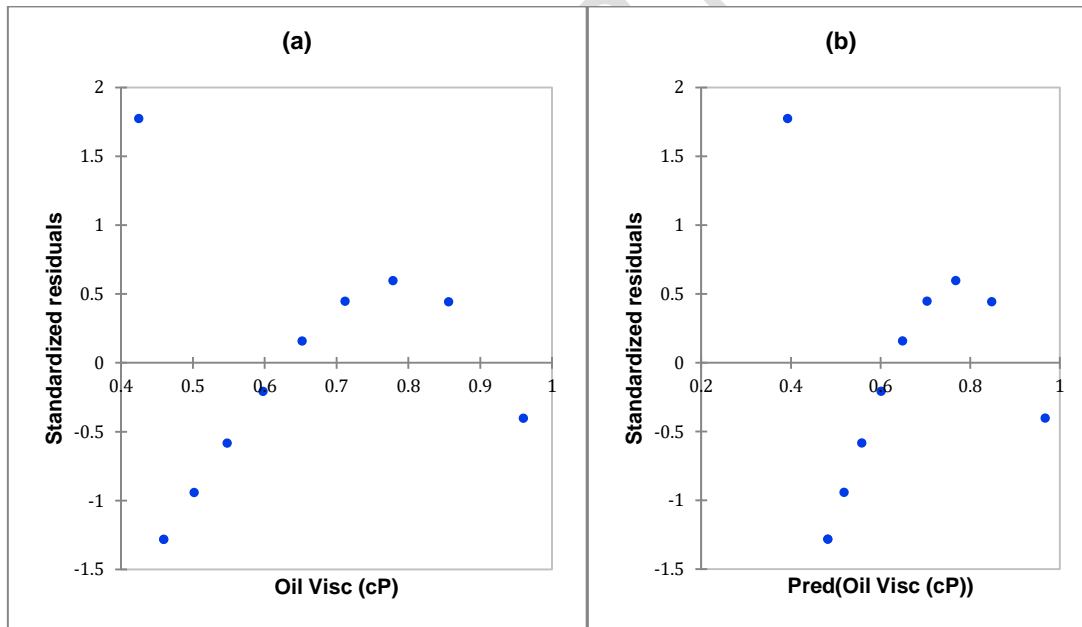 (a)
2
1.5
1
0.5
0
-0.5
-1
-1.5
0.4 0.5 0.6 0.7 0.8 0.9 1
Standardized residuals
Oil Visc (cP)
(b)
2
1.5
1
0.5
0
-0.5
-1
-1.5
0.2 0.4 0.6 0.8 1
Standardized residuals
Pred(Oil Visc (cP))